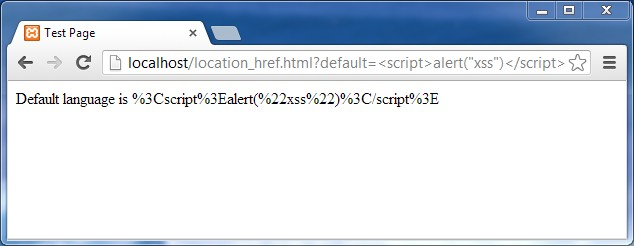 Test Page
localhost/location_href.html?default=<script>alert("xss")</script>
Default language is %3Cscript%3Ealert(%22xss%22)%3C/script%3E